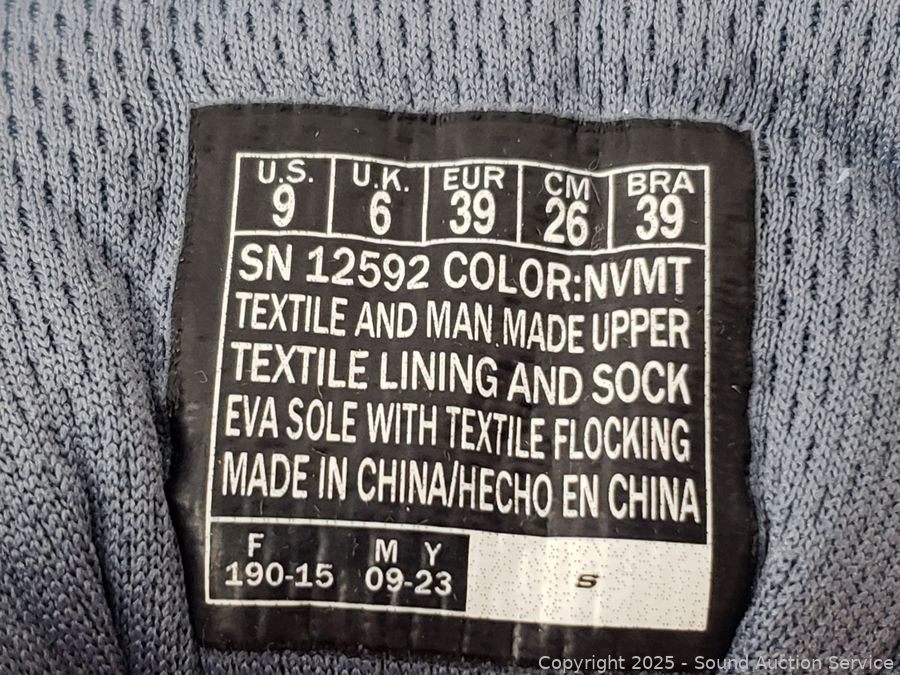 U.S. U.K. EUR CM BRA
9 6 39 26 39
SN 12592 COLOR:NVMT
TEXTILE AND MAN MADE UPPER
TEXTILE LINING AND SOCK
EVA SOLE WITH TEXTILE FLOCKING
MADE IN CHINA/HECHO EN CHINA
F M Y
190-15 09-23 S
Copyright © 2025 - Sound Auction Service